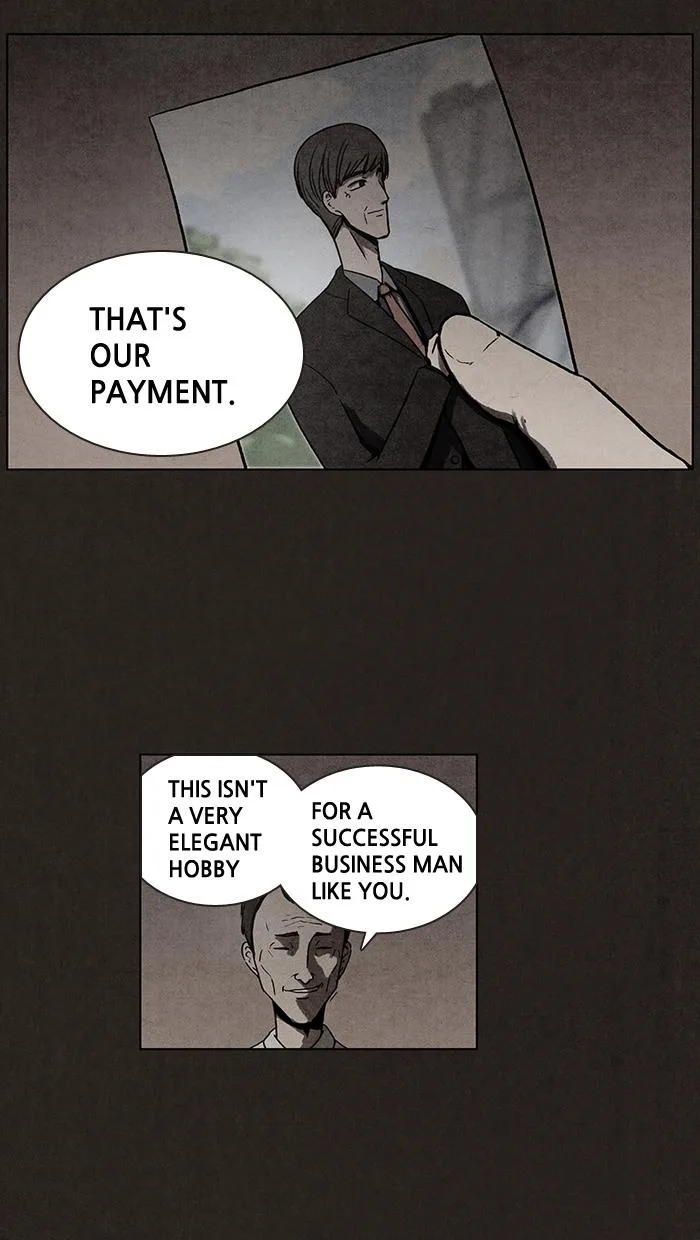 THAT'S
OUR
PAYMENT.
THIS ISN'T
A VERY
ELEGANT
HOBBY
FOR A
SUCCESSFUL
BUSINESS MAN
LIKE YOU.